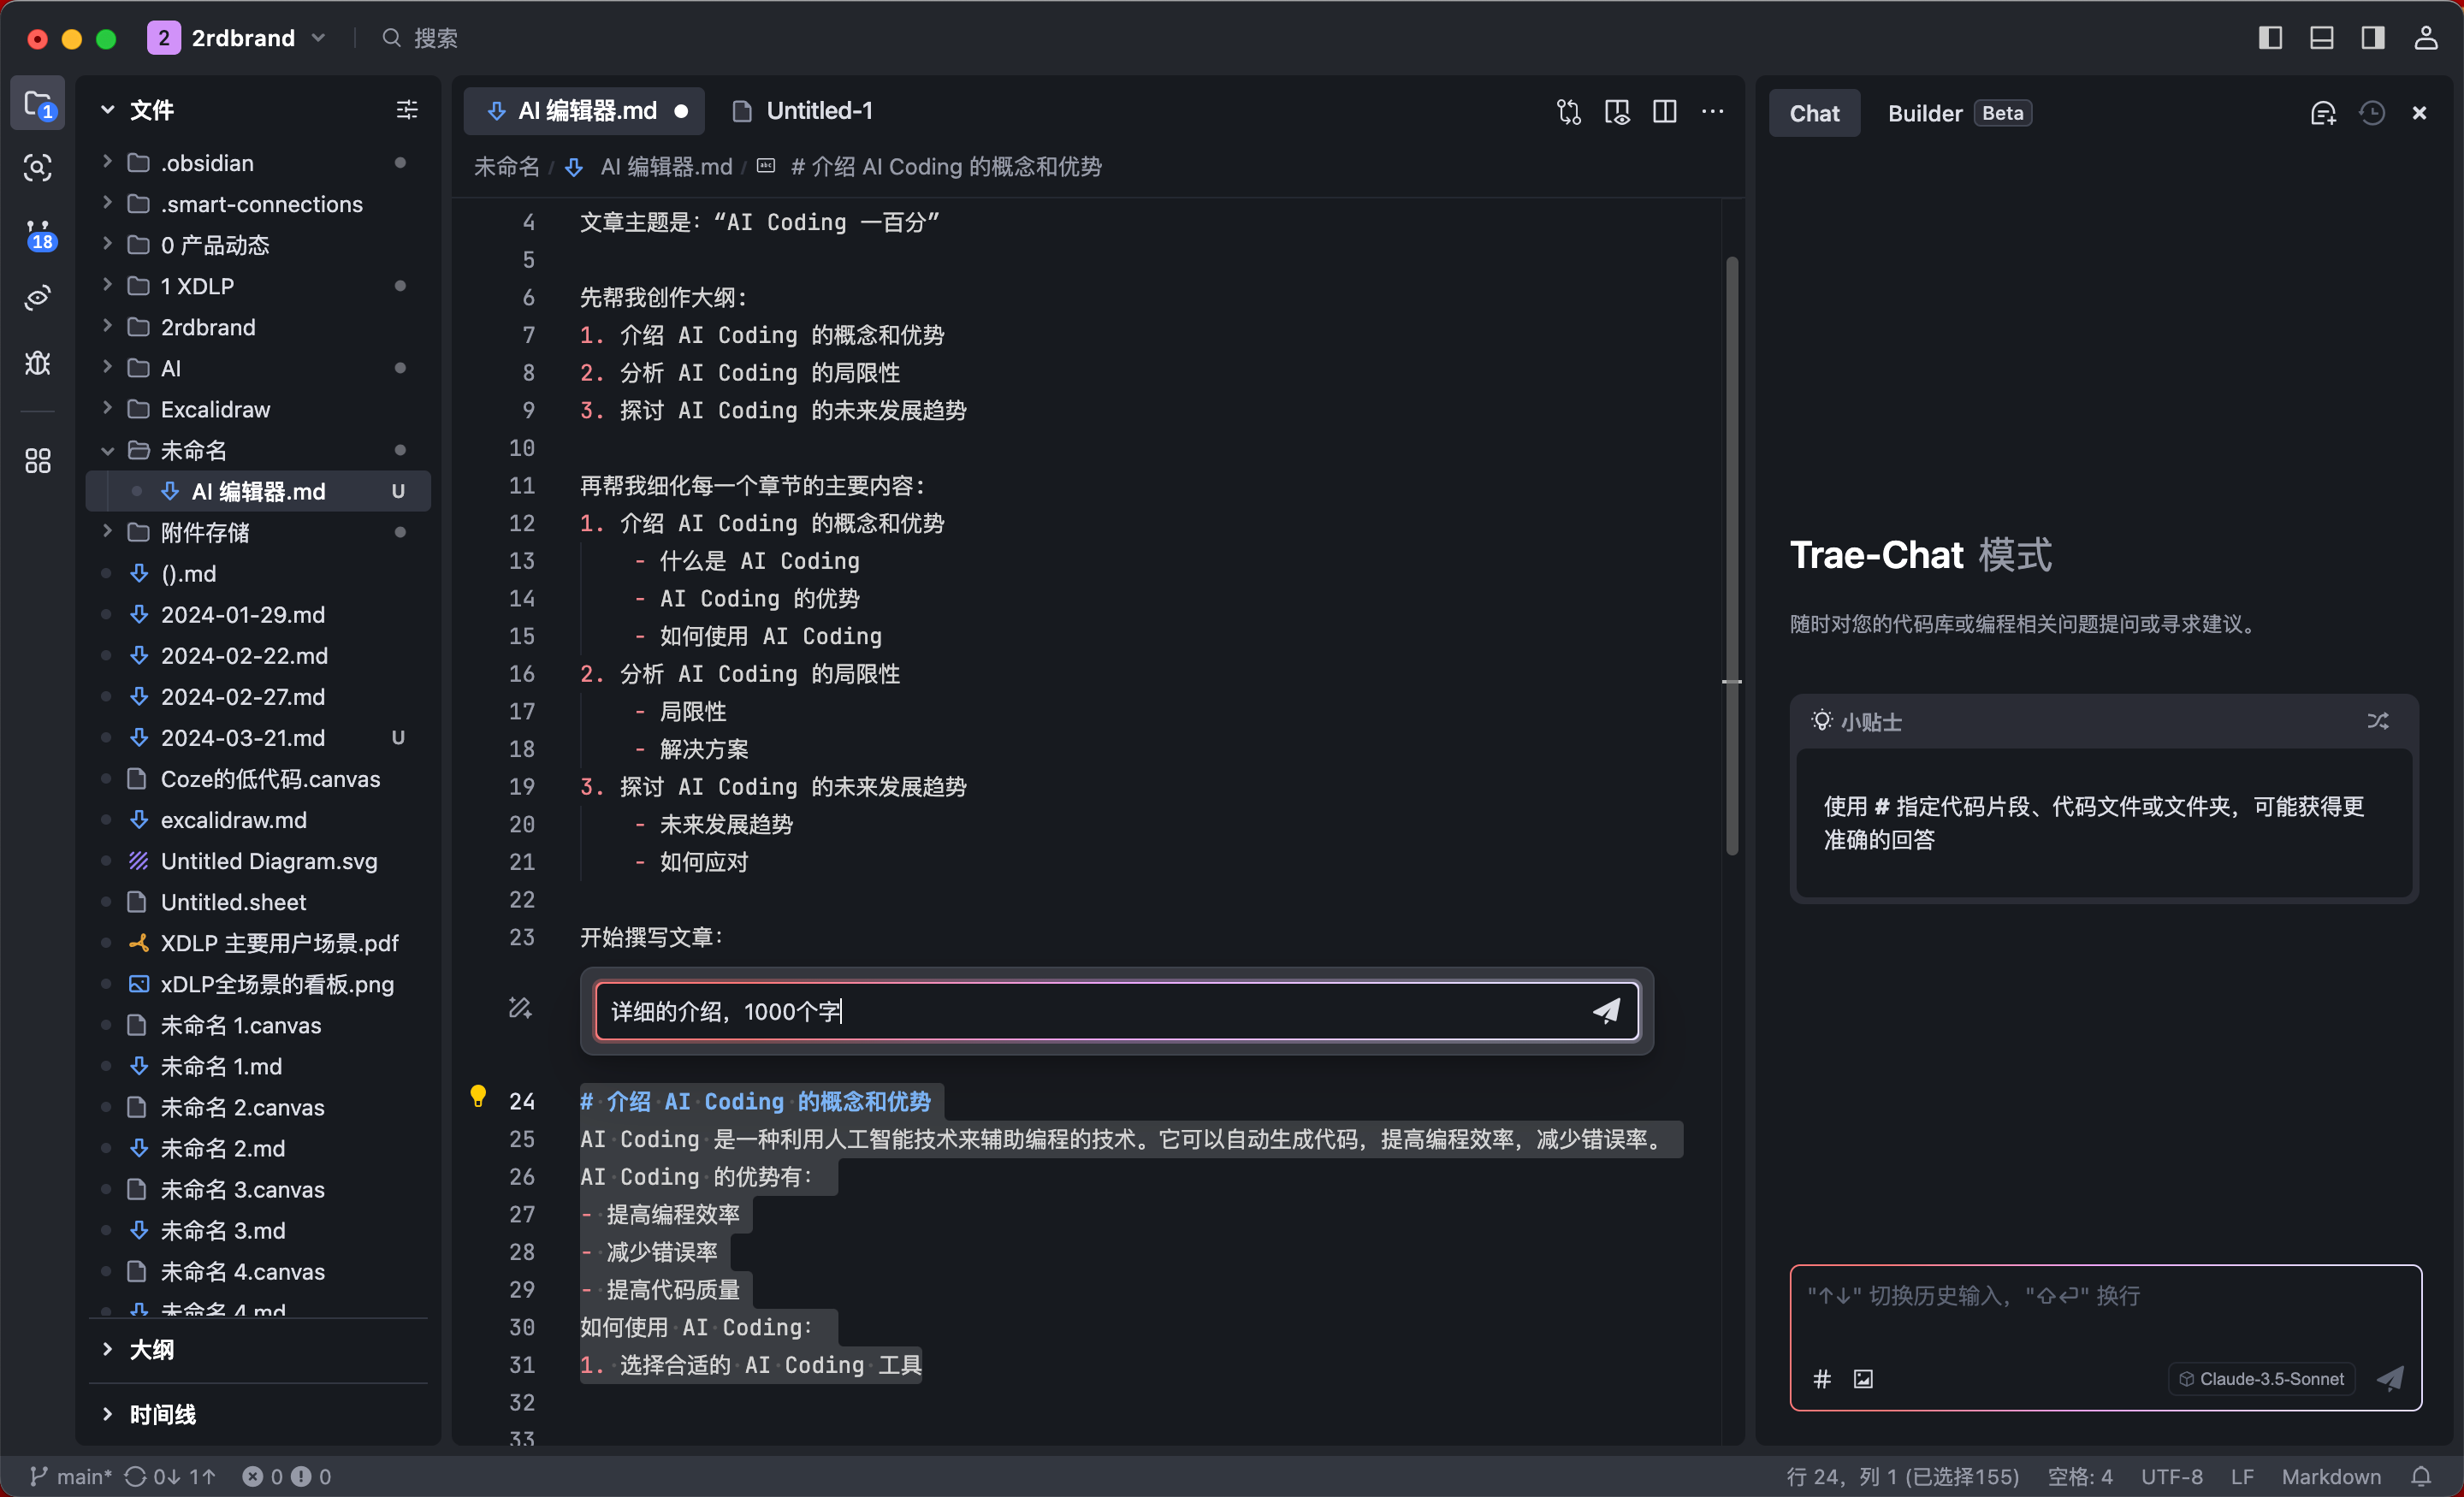 2 2rdbrand
搜索
1
18
文件
.obsidian
.smart-connections
0 产品动态
1 XDLP
2rdbrand
AI
Excalidraw
未命名
AI 编辑器.md U
附件存储
().md
2024-01-29.md
2024-02-22.md
2024-02-27.md
2024-03-21.md U
Coze的低代码.canvas
excalidraw.md
Untitled Diagram.svg
Untitled.sheet
XDLP 主要用户场景.pdf
xDLP全场景的看板.png
未命名 1.canvas
未命名 1.md
未命名 2.canvas
未命名 2.md
未命名 3.canvas
未命名 3.md
未命名 4.canvas
未命名 4.md
大纲
时间线
AI 编辑器.md
Untitled-1
未命名 / AI 编辑器.md / # 介绍 AI Coding 的概念和优势
4 文章主题是：“AI Coding 一百分”
5
6 先帮我创作大纲：
7 1. 介绍 AI Coding 的概念和优势
8 2. 分析 AI Coding 的局限性
9 3. 探讨 AI Coding 的未来发展趋势
10
11 再帮我细化每一个章节的主要内容：
12 1. 介绍 AI Coding 的概念和优势
13 - 什么是 AI Coding
14 - AI Coding 的优势
15 - 如何使用 AI Coding
16 2. 分析 AI Coding 的局限性
17 - 局限性
18 - 解决方案
19 3. 探讨 AI Coding 的未来发展趋势
20 - 未来发展趋势
21 - 如何应对
22
23 开始撰写文章：
详细的介绍，1000个字
24 # 介绍 AI Coding 的概念和优势
25 AI Coding 是一种利用人工智能技术来辅助编程的技术。它可以自动生成代码，提高编程效率，减少错误率。
26 AI Coding 的优势有：
27 - 提高编程效率
28 - 减少错误率
29 - 提高代码质量
30 如何使用 AI Coding：
31 1. 选择合适的 AI Coding 工具
32
33
Chat
Builder Beta
Trae-Chat 模式
随时对您的代码库或编程相关问题提问或寻求建议。
小贴士
使用 # 指定代码片段、代码文件或文件夹，可能获得更
准确的回答
"↑↓" 切换历史输入，"⇧↩" 换行
# Claude-3.5-Sonnet
main* 0↓ 1↑ 0 0
行 24，列 1 (已选择155) 空格: 4 UTF-8 LF Markdown